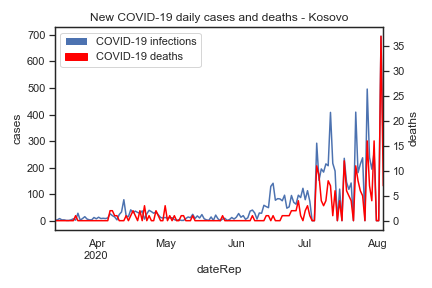 New COVID-19 daily cases and deaths - Kosovo
COVID-19 infections
COVID-19 deaths
700
600
500
400
300
200
100
0
cases
35
30
25
20
15
10
5
0
deaths
Apr
2020
May
Jun
Jul
Aug
dateRep